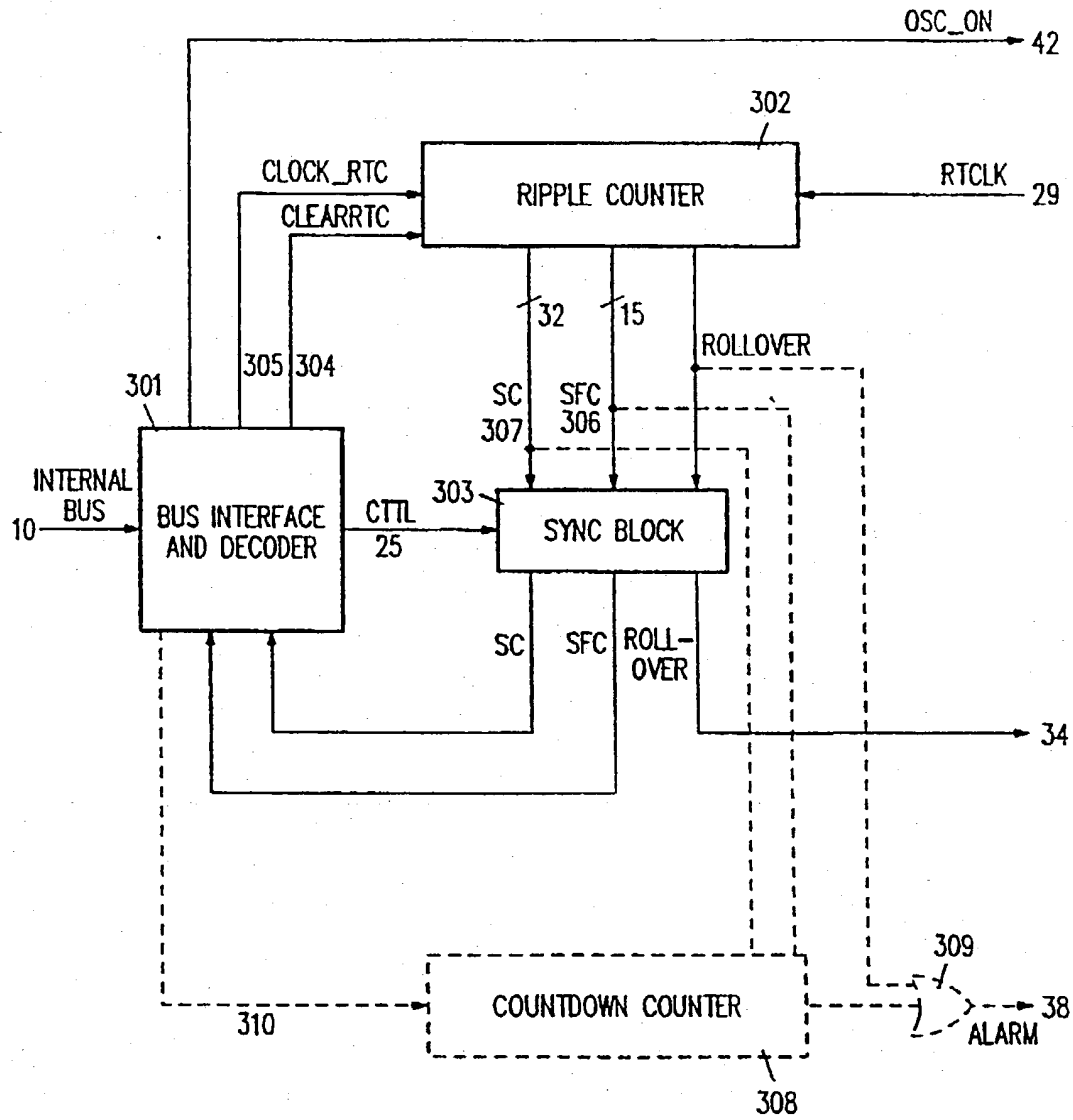 OSC_ON
42
302
CLOCK_RTC
RIPPLE COUNTER
RTCLK
29
CLEARRTC
32
15
ROLLOVER
305
304
301
SC
307
SFC
306
INTERNAL
BUS
10
BUS INTERFACE
AND DECODER
CTTL
25
303
SYNC BLOCK
SC
SFC
ROLL-
OVER
34
309
COUNTDOWN COUNTER
310
38
ALARM
308